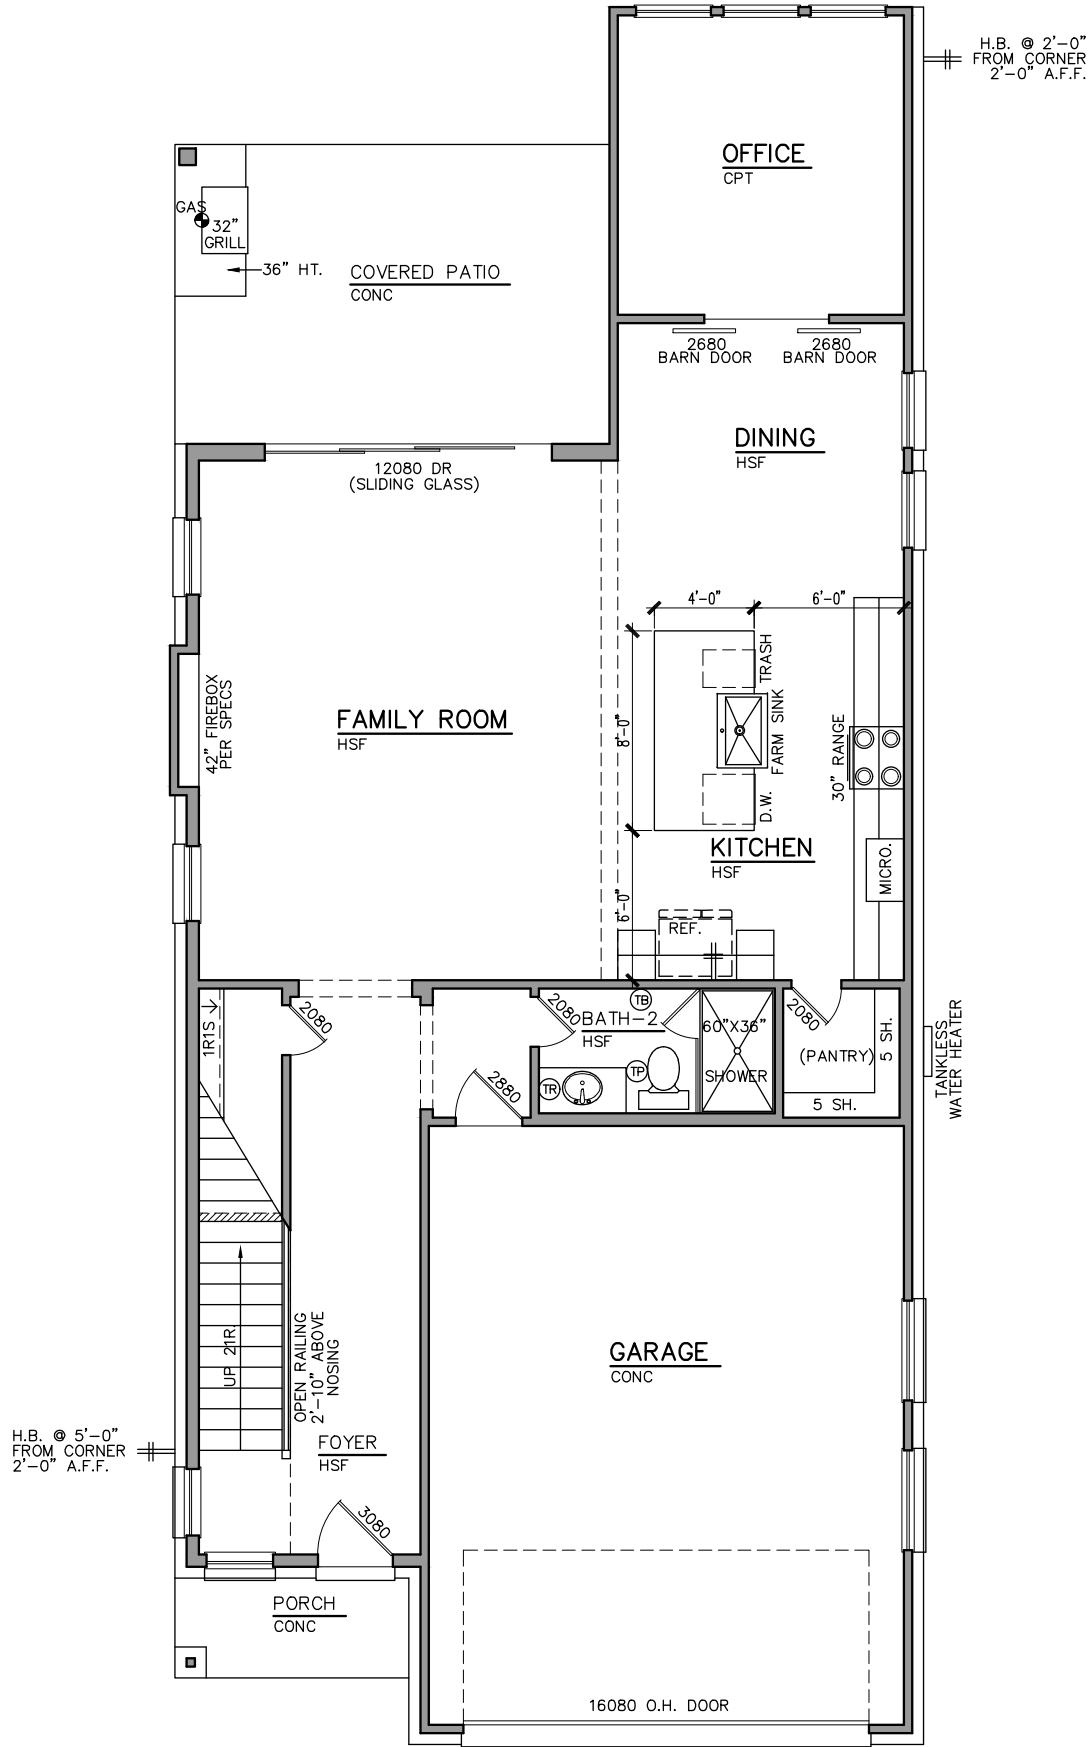 H.B. @ 2'-0"
FROM CORNER
2'-0" A.F.F.
OFFICE
CPT
GAS
32"
GRILL
36" HT.
COVERED PATIO
CONC
2680
BARN DOOR
2680
BARN DOOR
DINING
HSF
12080 DR
(SLIDING GLASS)
4'-0"
6'-0"
TRASH
FARM SINK
D.W.
8'-0"
42" FIREBOX
PER SPECS
FAMILY ROOM
HSF
30" RANGE
KITCHEN
HSF
MICRO.
6'-0"
REF.
1R1S
2080
2080
TB
BATH-2
HSF
60"X36"
SHOWER
TP
TR
2880
2080
(PANTRY)
5 SH.
5 SH.
TANKLESS
WATER HEATER
UP 21R.
OPEN RAILING
2'-10" ABOVE
NOSING
GARAGE
CONC
H.B. @ 5'-0"
FROM CORNER
2'-0" A.F.F.
FOYER
HSF
3080
PORCH
CONC
16080 O.H. DOOR